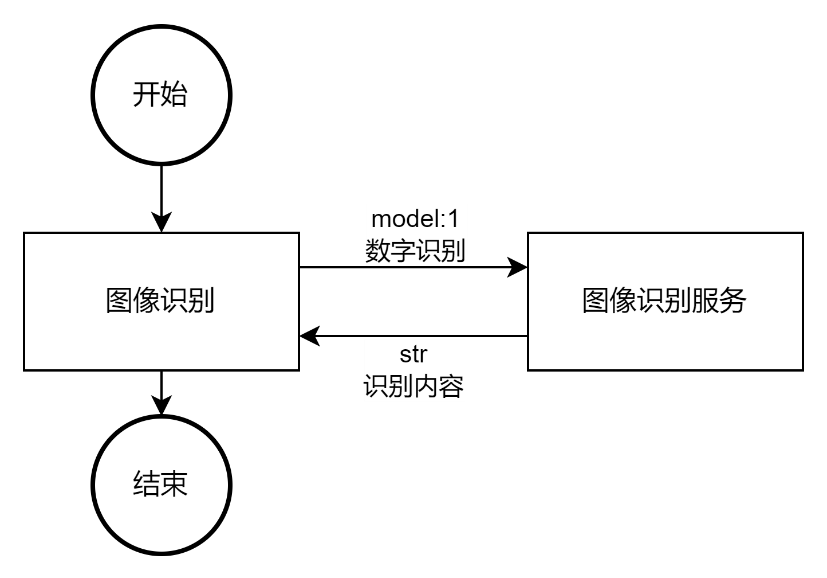 开始
model:1
数字识别
图像识别
图像识别服务
str
识别内容
结束